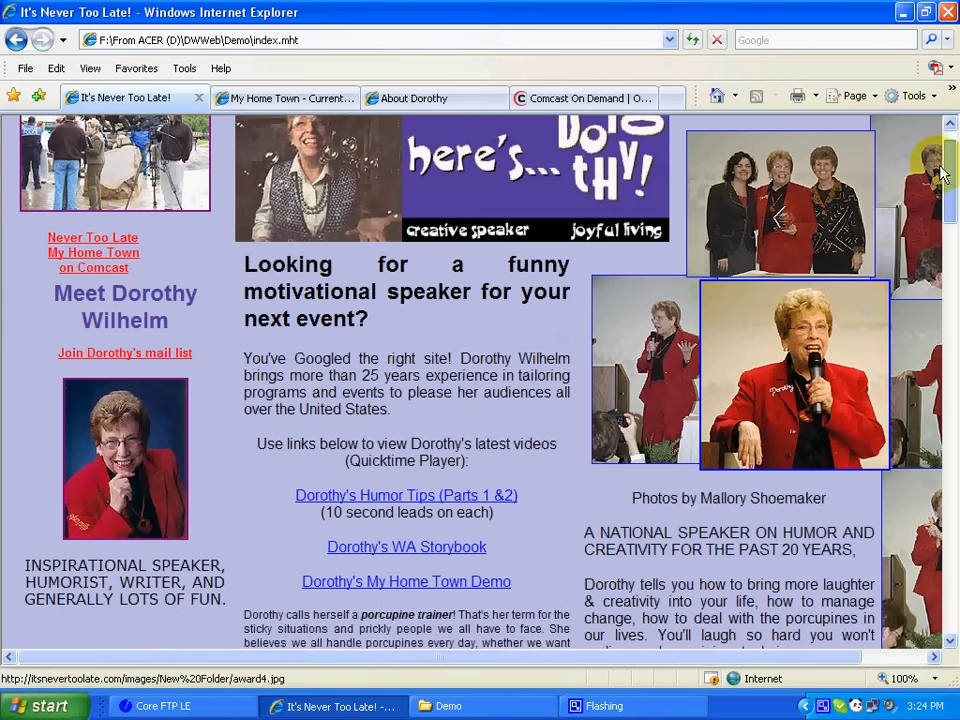 It's Never Too Late! - Windows Internet Explorer
F:\From ACER (D)\DWWeb\Demo\index.mht
Google
File Edit View Favorites Tools Help
It's Never Too Late!
My Home Town - Current...
About Dorothy
Comcast On Demand | O...
Page
Tools
here's... DOROTHY!
creative speaker joyful living
Never Too Late
My Home Town
on Comcast
Meet Dorothy
Wilhelm
Join Dorothy's mail list
INSPIRATIONAL SPEAKER,
HUMORIST, WRITER, AND
GENERALLY LOTS OF FUN.
Looking for a funny
motivational speaker for your
next event?
You've Googled the right site! Dorothy Wilhelm
brings more than 25 years experience in tailoring
programs and events to please her audiences all
over the United States.
Use links below to view Dorothy's latest videos
(Quicktime Player):
Dorothy's Humor Tips (Parts 1 &2)
(10 second leads on each)
Dorothy's WA Storybook
Dorothy's My Home Town Demo
Dorothy calls herself a porcupine trainer! That's her term for the
sticky situations and prickly people we all have to face. She
believes we all handle porcupines every day, whether we want
Photos by Mallory Shoemaker
A NATIONAL SPEAKER ON HUMOR AND
CREATIVITY FOR THE PAST 20 YEARS,
Dorothy tells you how to bring more laughter
& creativity into your life, how to manage
change, how to deal with the porcupines in
our lives. You'll laugh so hard you won't
http://itsnevertoolate.com/images/New%20Folder/award4.jpg
Internet
100%
start
Core FTP LE
It's Never Too Late! - ...
Demo
Flashing
3:24 PM